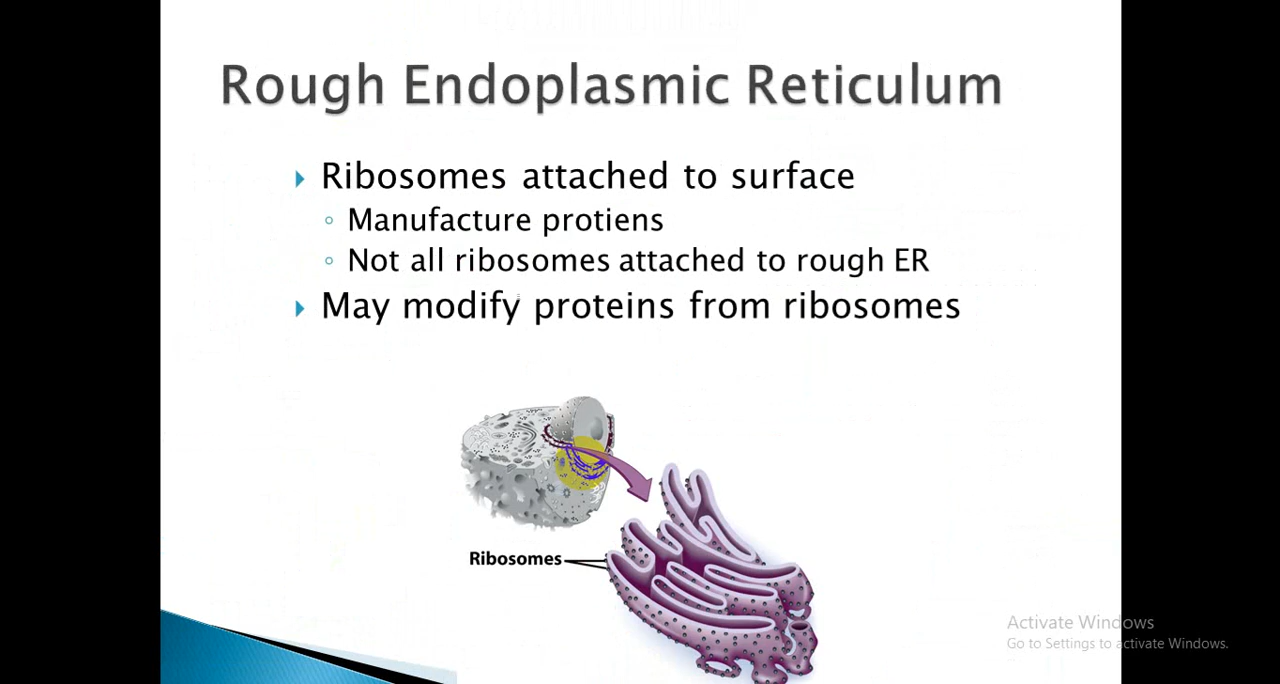 Rough Endoplasmic Reticulum
Ribosomes attached to surface
Manufacture protiens
Not all ribosomes attached to rough ER
May modify proteins from ribosomes
Ribosomes
Activate Windows
Go to Settings to activate Windows.